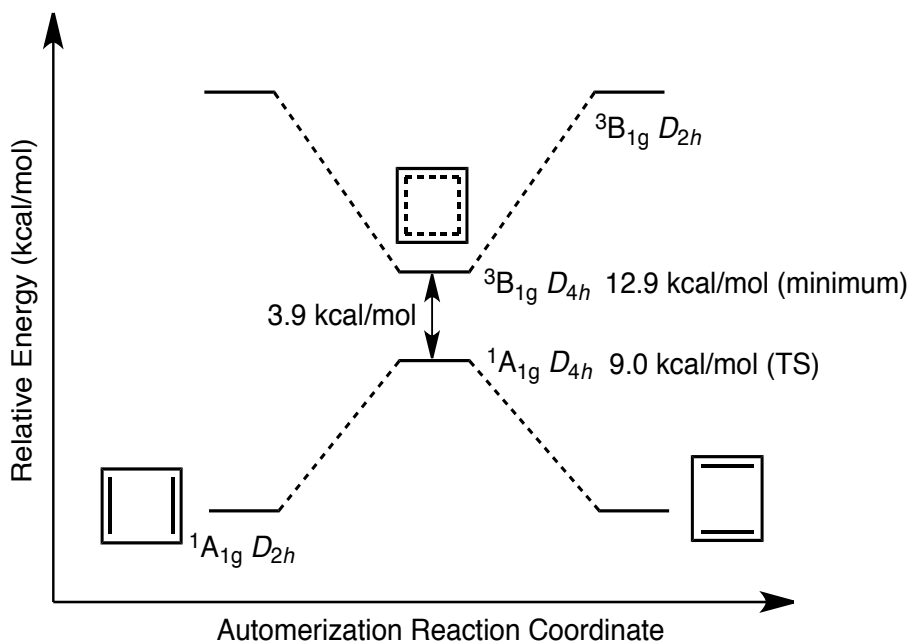 Relative Energy (kcal/mol)
³B₁g D₂h
³B₁g D₄h 12.9 kcal/mol (minimum)
3.9 kcal/mol
¹A₁g D₄h 9.0 kcal/mol (TS)
¹A₁g D₂h
Automerization Reaction Coordinate